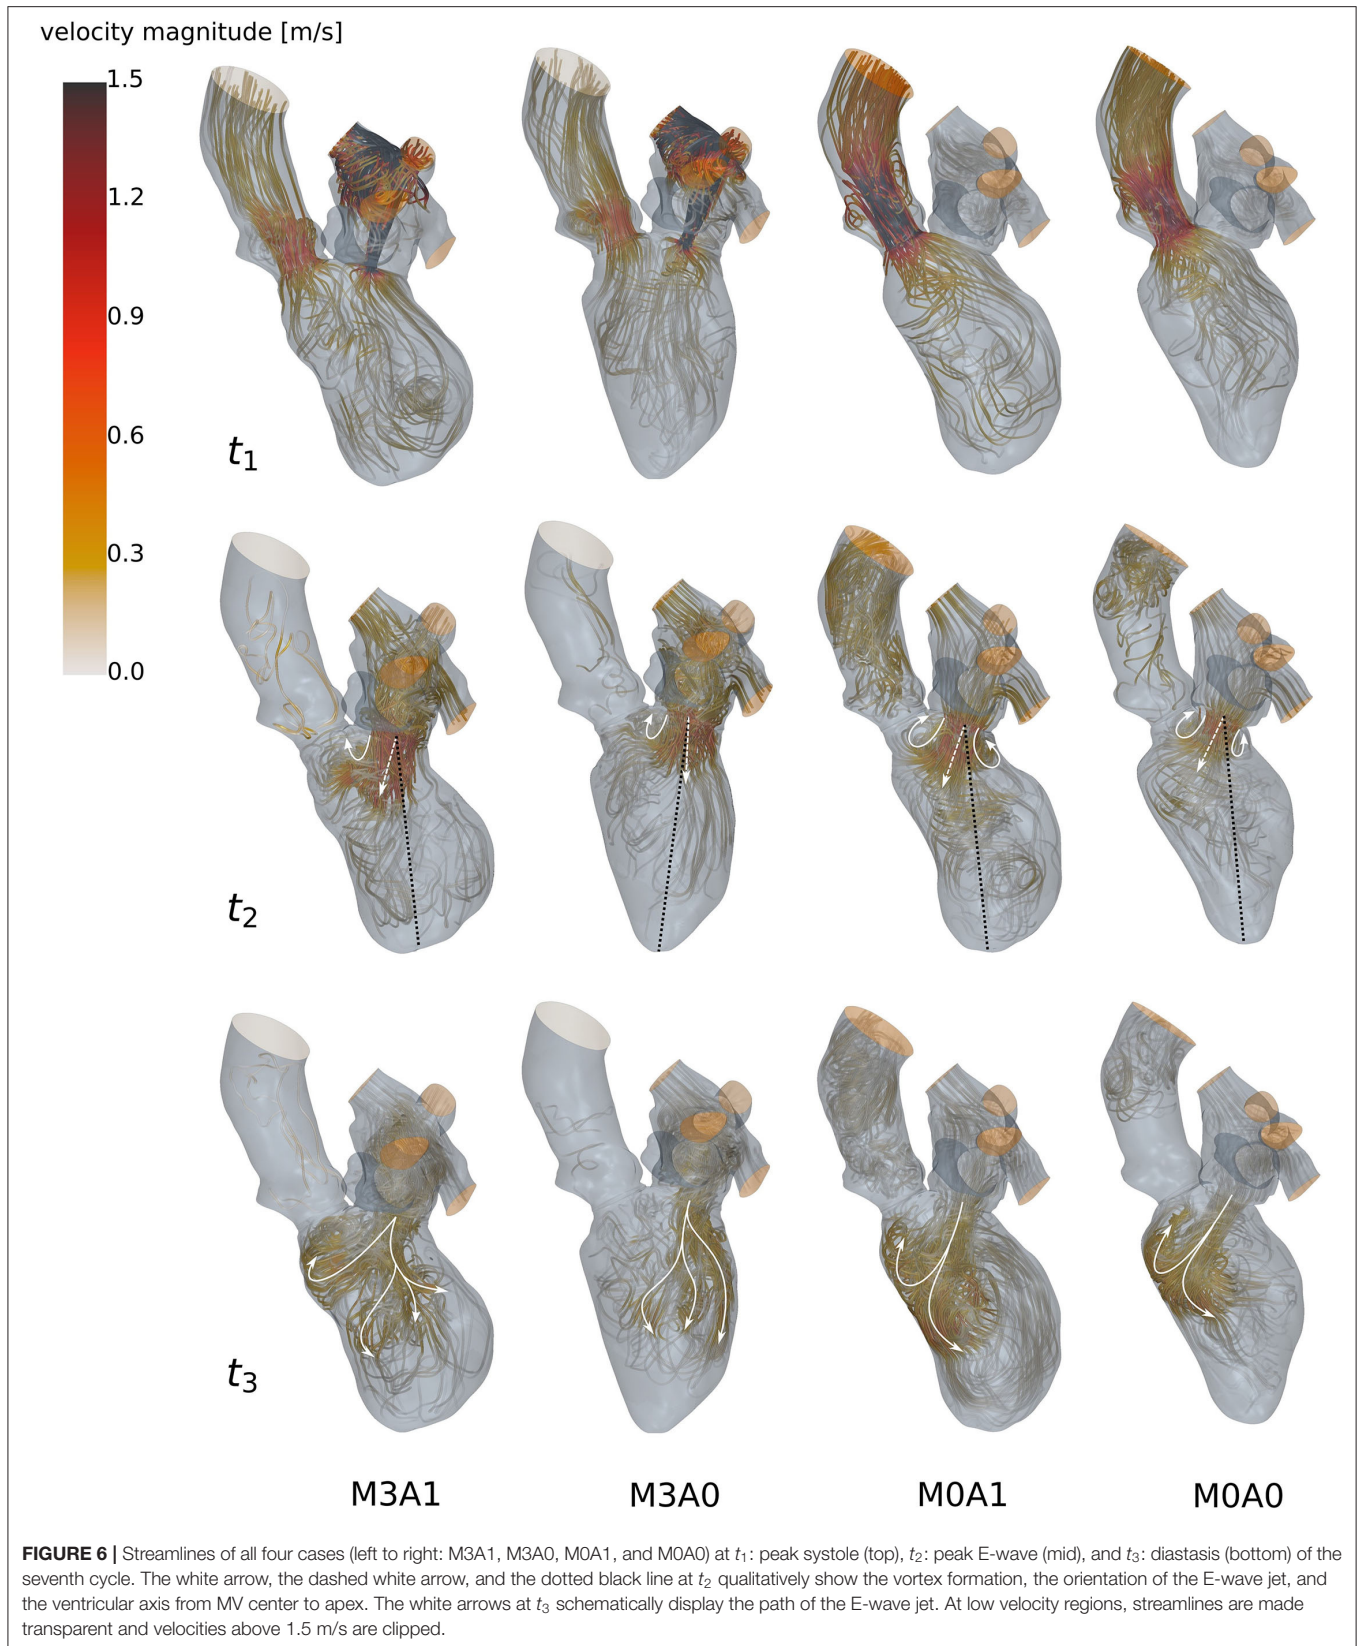 velocity magnitude [m/s]
1.5
1.2
0.9
0.6
0.3
0.0
t1
t2
t3
M3A1 M3A0 M0A1 M0A0
FIGURE 6 | Streamlines of all four cases (left to right: M3A1, M3A0, M0A1, and M0A0) at t1: peak systole (top), t2: peak E-wave (mid), and t3: diastasis (bottom) of the
seventh cycle. The white arrow, the dashed white arrow, and the dotted black line at t2 qualitatively show the vortex formation, the orientation of the E-wave jet, and
the ventricular axis from MV center to apex. The white arrows at t3 schematically display the path of the E-wave jet. At low velocity regions, streamlines are made
transparent and velocities above 1.5 m/s are clipped.